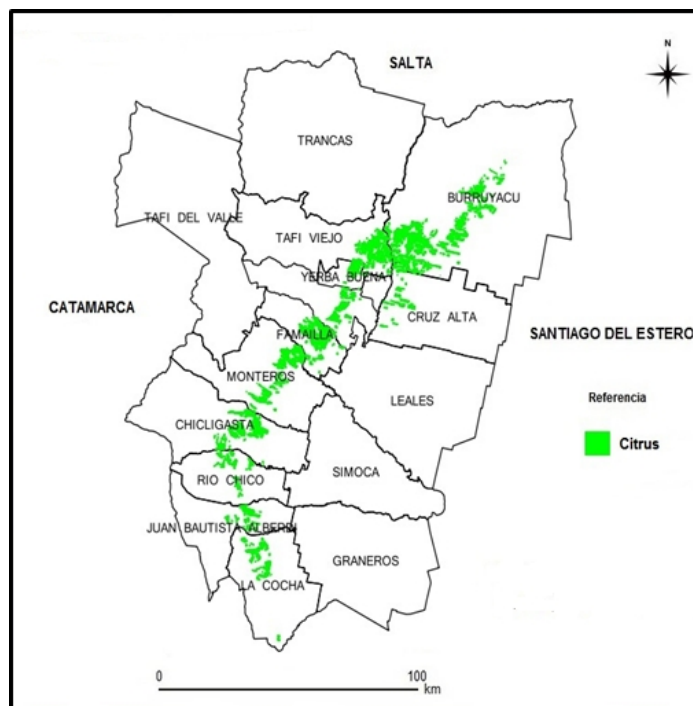 N
SALTA
TRANCAS
BURRUYACU
TAFI DEL VALLE
TAFI VIEJO
YERBA BUENA
CATAMARCA
CRUZ ALTA
SANTIAGO DEL ESTERO
FAMAILLA
MONTEROS
LEALES
Referencia
CHICLIGASTA
Citrus
SIMOCA
RIO CHICO
JUAN BAUTISTA ALBERDI
GRANEROS
LA COCHA
0
100
km